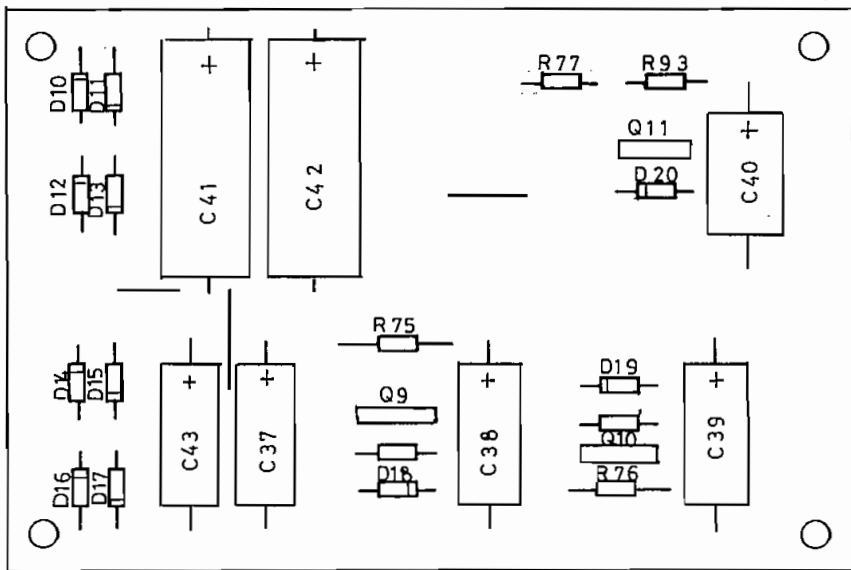 R77
R93
D10
D11
Q11
D20
C40
D12
D13
C41
C42
R75
D19
D14
D15
Q9
Q10
C43
C37
C38
C39
D16
D17
D18
R76
+
+
+
+
+
+
+